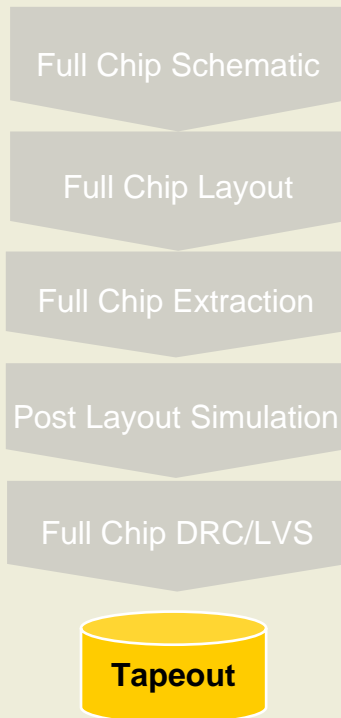 Full Chip Schematic
Full Chip Layout
Full Chip Extraction
Post Layout Simulation
Full Chip DRC/LVS
Tapeout